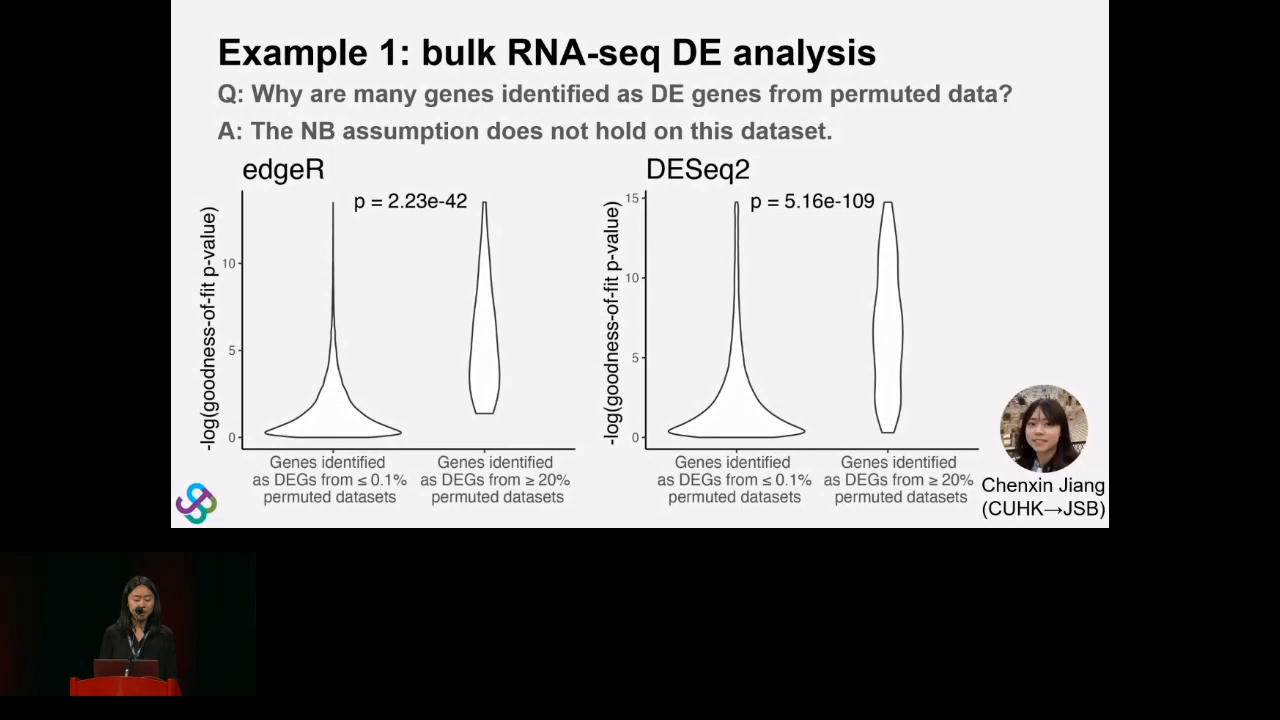 Example 1: bulk RNA-seq DE analysis
Q: Why are many genes identified as DE genes from permuted data?
A: The NB assumption does not hold on this dataset.
edgeR
p = 2.23e-42
-log(goodness-of-fit p-value)
10
5
0
Genes identified
as DEGs from ≤ 0.1%
permuted datasets
Genes identified
as DEGs from ≥ 20%
permuted datasets
DESeq2
p = 5.16e-109
-log(goodness-of-fit p-value)
15
10
5
0
Genes identified
as DEGs from ≤ 0.1%
permuted datasets
Genes identified
as DEGs from ≥ 20%
permuted datasets
Chenxin Jiang
(CUHK→JSB)